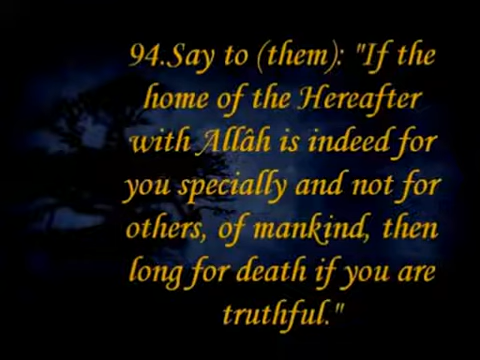 94.Say to (them): "If the
home of the Hereafter
with Allâh is indeed for
you specially and not for
others, of mankind, then
long for death if you are
truthful."